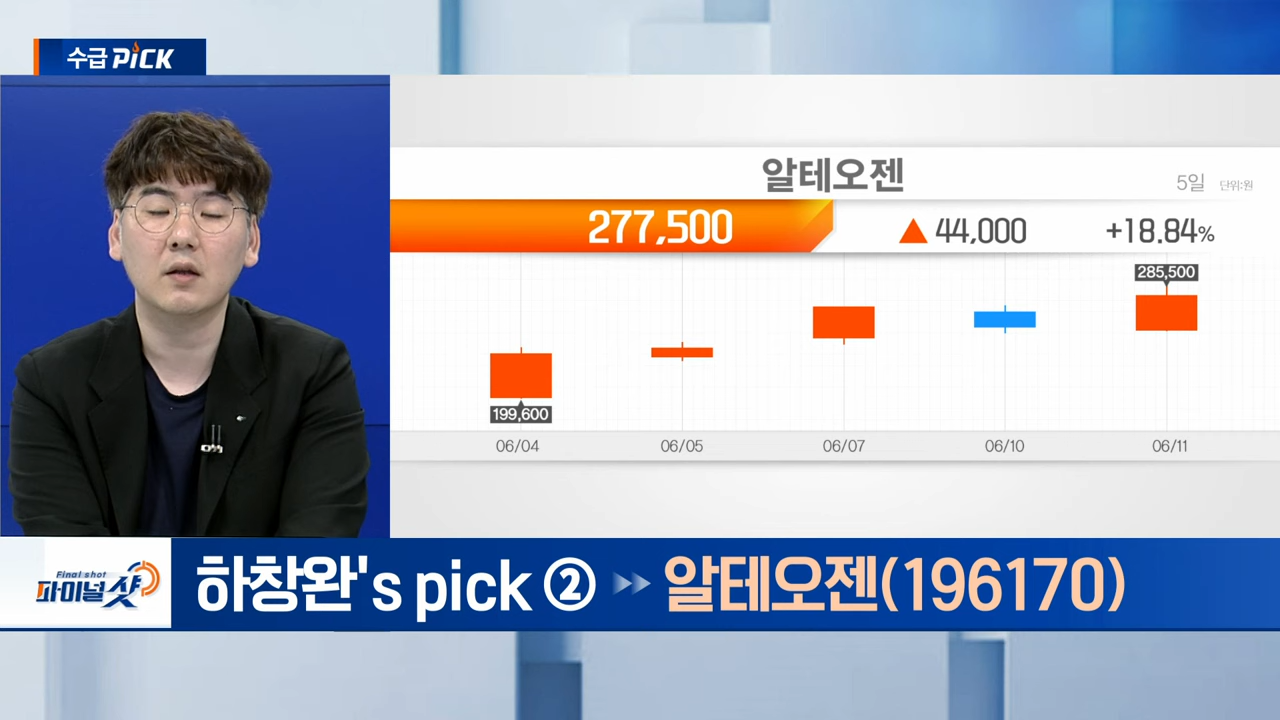 수급 PiCK
알테오젠
5일 단위:원
277,500 ▲ 44,000 +18.84%
285,500
199,600
06/04 06/05 06/07 06/10 06/11
Final shot
파이널샷
하창완's pick ② ▸▸ 알테오젠(196170)